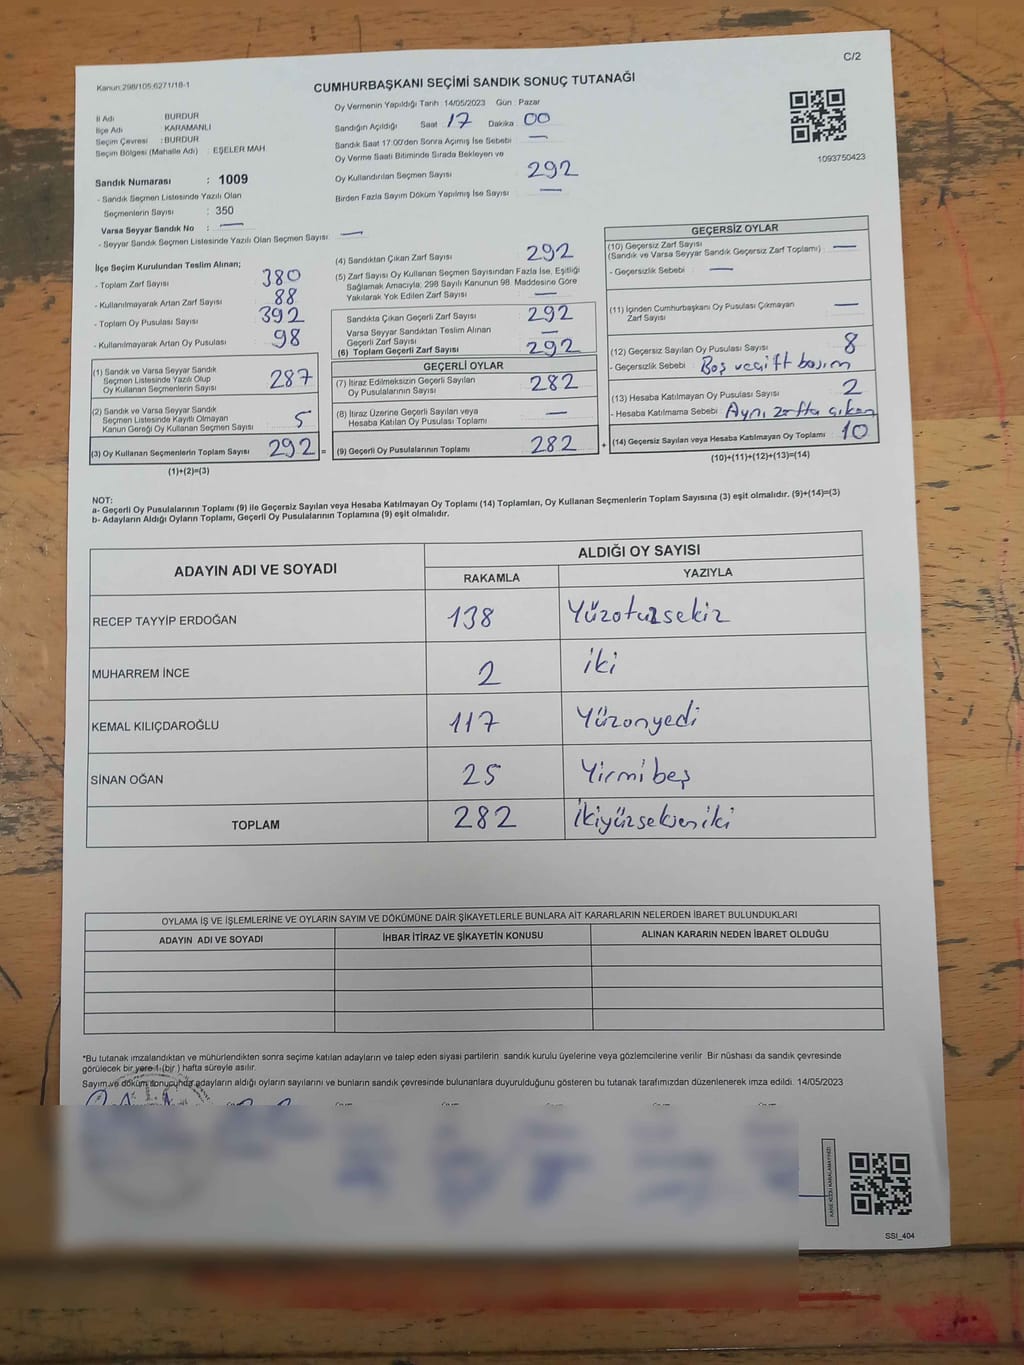 C/2
Kanun:298/105;6271/18-1
CUMHURBAŞKANI SEÇİMİ SANDIK SONUÇ TUTANAĞI
İl Adı BURDUR
İlçe Adı KARAMANLI
Seçim Çevresi : BURDUR
Seçim Bölgesi (Mahalle Adı) : EŞELER MAH
Sandık Numarası : 1009
- Sandık Seçmen Listesinde Yazılı Olan
Seçmenlerin Sayısı : 350
Varsa Seyyar Sandık No : —
- Seyyar Sandık Seçmen Listesinde Yazılı Olan Seçmen Sayısı —
Oy Vermenin Yapıldığı Tarih : 14/05/2023 Gün : Pazar
Sandığın Açıldığı Saat 17 Dakika 00
Sandık Saat 17.00'den Sonra Açımış İse Sebebi —
Oy Verme Saati Bitiminde Sırada Bekleyen ve
Oy Kullandırılan Seçmen Sayısı 292
Birden Fazla Sayım Döküm Yapılmış İse Sayısı —
1093750423
İlçe Seçim Kurulundan Teslim Alınan;
- Toplam Zarf Sayısı 380
- Kullanılmayarak Artan Zarf Sayısı 88
- Toplam Oy Pusulası Sayısı 392
- Kullanılmayarak Artan Oy Pusulası 98
(1) Sandık ve Varsa Seyyar Sandık
Seçmen Listesinde Yazılı Olup
Oy Kullanan Seçmenlerin Sayısı 287
(2) Sandık ve Varsa Seyyar Sandık
Seçmen Listesinde Kayıtlı Olmayan
Kanun Gereği Oy Kullanan Seçmen Sayısı 5
(3) Oy Kullanan Seçmenlerin Toplam Sayısı 292 =
(1)+(2)=(3)
(4) Sandıktan Çıkan Zarf Sayısı 292
(5) Zarf Sayısı Oy Kullanan Seçmen Sayısından Fazla İse, Eşitliği
Sağlamak Amacıyla; 298 Sayılı Kanunun 98. Maddesine Göre
Yakılarak Yok Edilen Zarf Sayısı —
Sandıkta Çıkan Geçerli Zarf Sayısı 292
Varsa Seyyar Sandıktan Teslim Alınan
Geçerli Zarf Sayısı —
(6) Toplam Geçerli Zarf Sayısı 292
GEÇERLİ OYLAR
(7) İtiraz Edilmeksizin Geçerli Sayılan
Oy Pusulalarının Sayısı 282
(8) İtiraz Üzerine Geçerli Sayılan veya
Hesaba Katılan Oy Pusulası Toplamı —
(9) Geçerli Oy Pusulalarının Toplamı 282 +
GEÇERSİZ OYLAR
(10) Geçersiz Zarf Sayısı
(Sandık ve Varsa Seyyar Sandık Geçersiz Zarf Toplamı) —
- Geçersizlik Sebebi —
(11) İçinden Cumhurbaşkanı Oy Pusulası Çıkmayan
Zarf Sayısı —
(12) Geçersiz Sayılan Oy Pusulası Sayısı 8
- Geçersizlik Sebebi Boş ve çift basım
(13) Hesaba Katılmayan Oy Pusulası Sayısı 2
- Hesaba Katılmama Sebebi Aynı zarfta çıkan
(14) Geçersiz Sayılan veya Hesaba Katılmayan Oy Toplamı 10
(10)+(11)+(12)+(13)=(14)
NOT:
a- Geçerli Oy Pusulalarının Toplamı (9) ile Geçersiz Sayılan veya Hesaba Katılmayan Oy Toplamı (14) Toplamları, Oy Kullanan Seçmenlerin Toplam Sayısına (3) eşit olmalıdır. (9)+(14)=(3)
b- Adayların Aldığı Oyların Toplamı, Geçerli Oy Pusulalarının Toplamına (9) eşit olmalıdır.
ADAYIN ADI VE SOYADI ALDIĞI OY SAYISI
RAKAMLA YAZIYLA
RECEP TAYYİP ERDOĞAN 138 Yüzotuzsekiz
MUHARREM İNCE 2 iki
KEMAL KILIÇDAROĞLU 117 Yüzonyedi
SİNAN OĞAN 25 Yirmibeş
TOPLAM 282 İkiyüzsekseniki
OYLAMA İŞ VE İŞLEMLERİNE VE OYLARIN SAYIM VE DÖKÜMÜNE DAİR ŞİKAYETLERLE BUNLARA AİT KARARLARIN NELERDEN İBARET BULUNDUKLARI
ADAYIN ADI VE SOYADI İHBAR İTİRAZ VE ŞİKAYETİN KONUSU ALINAN KARARIN NEDEN İBARET OLDUĞU
*Bu tutanak imzalandıktan ve mühürlendikten sonra seçime katılan adayların ve talep eden siyasi partilerin sandık kurulu üyelerine veya gözlemcilerine verilir. Bir nüshası da sandık çevresinde
görülecek bir yere 1 (bir ) hafta süreyle asılır.
Sayım ve döküm sonucunda adayların aldığı oyların sayılarını ve bunların sandık çevresinde bulunanlara duyurulduğunu gösteren bu tutanak tarafımızdan düzenlenerek imza edildi. 14/05/2023
KARE KODU KARALAMAYINIZ!
SSI_404